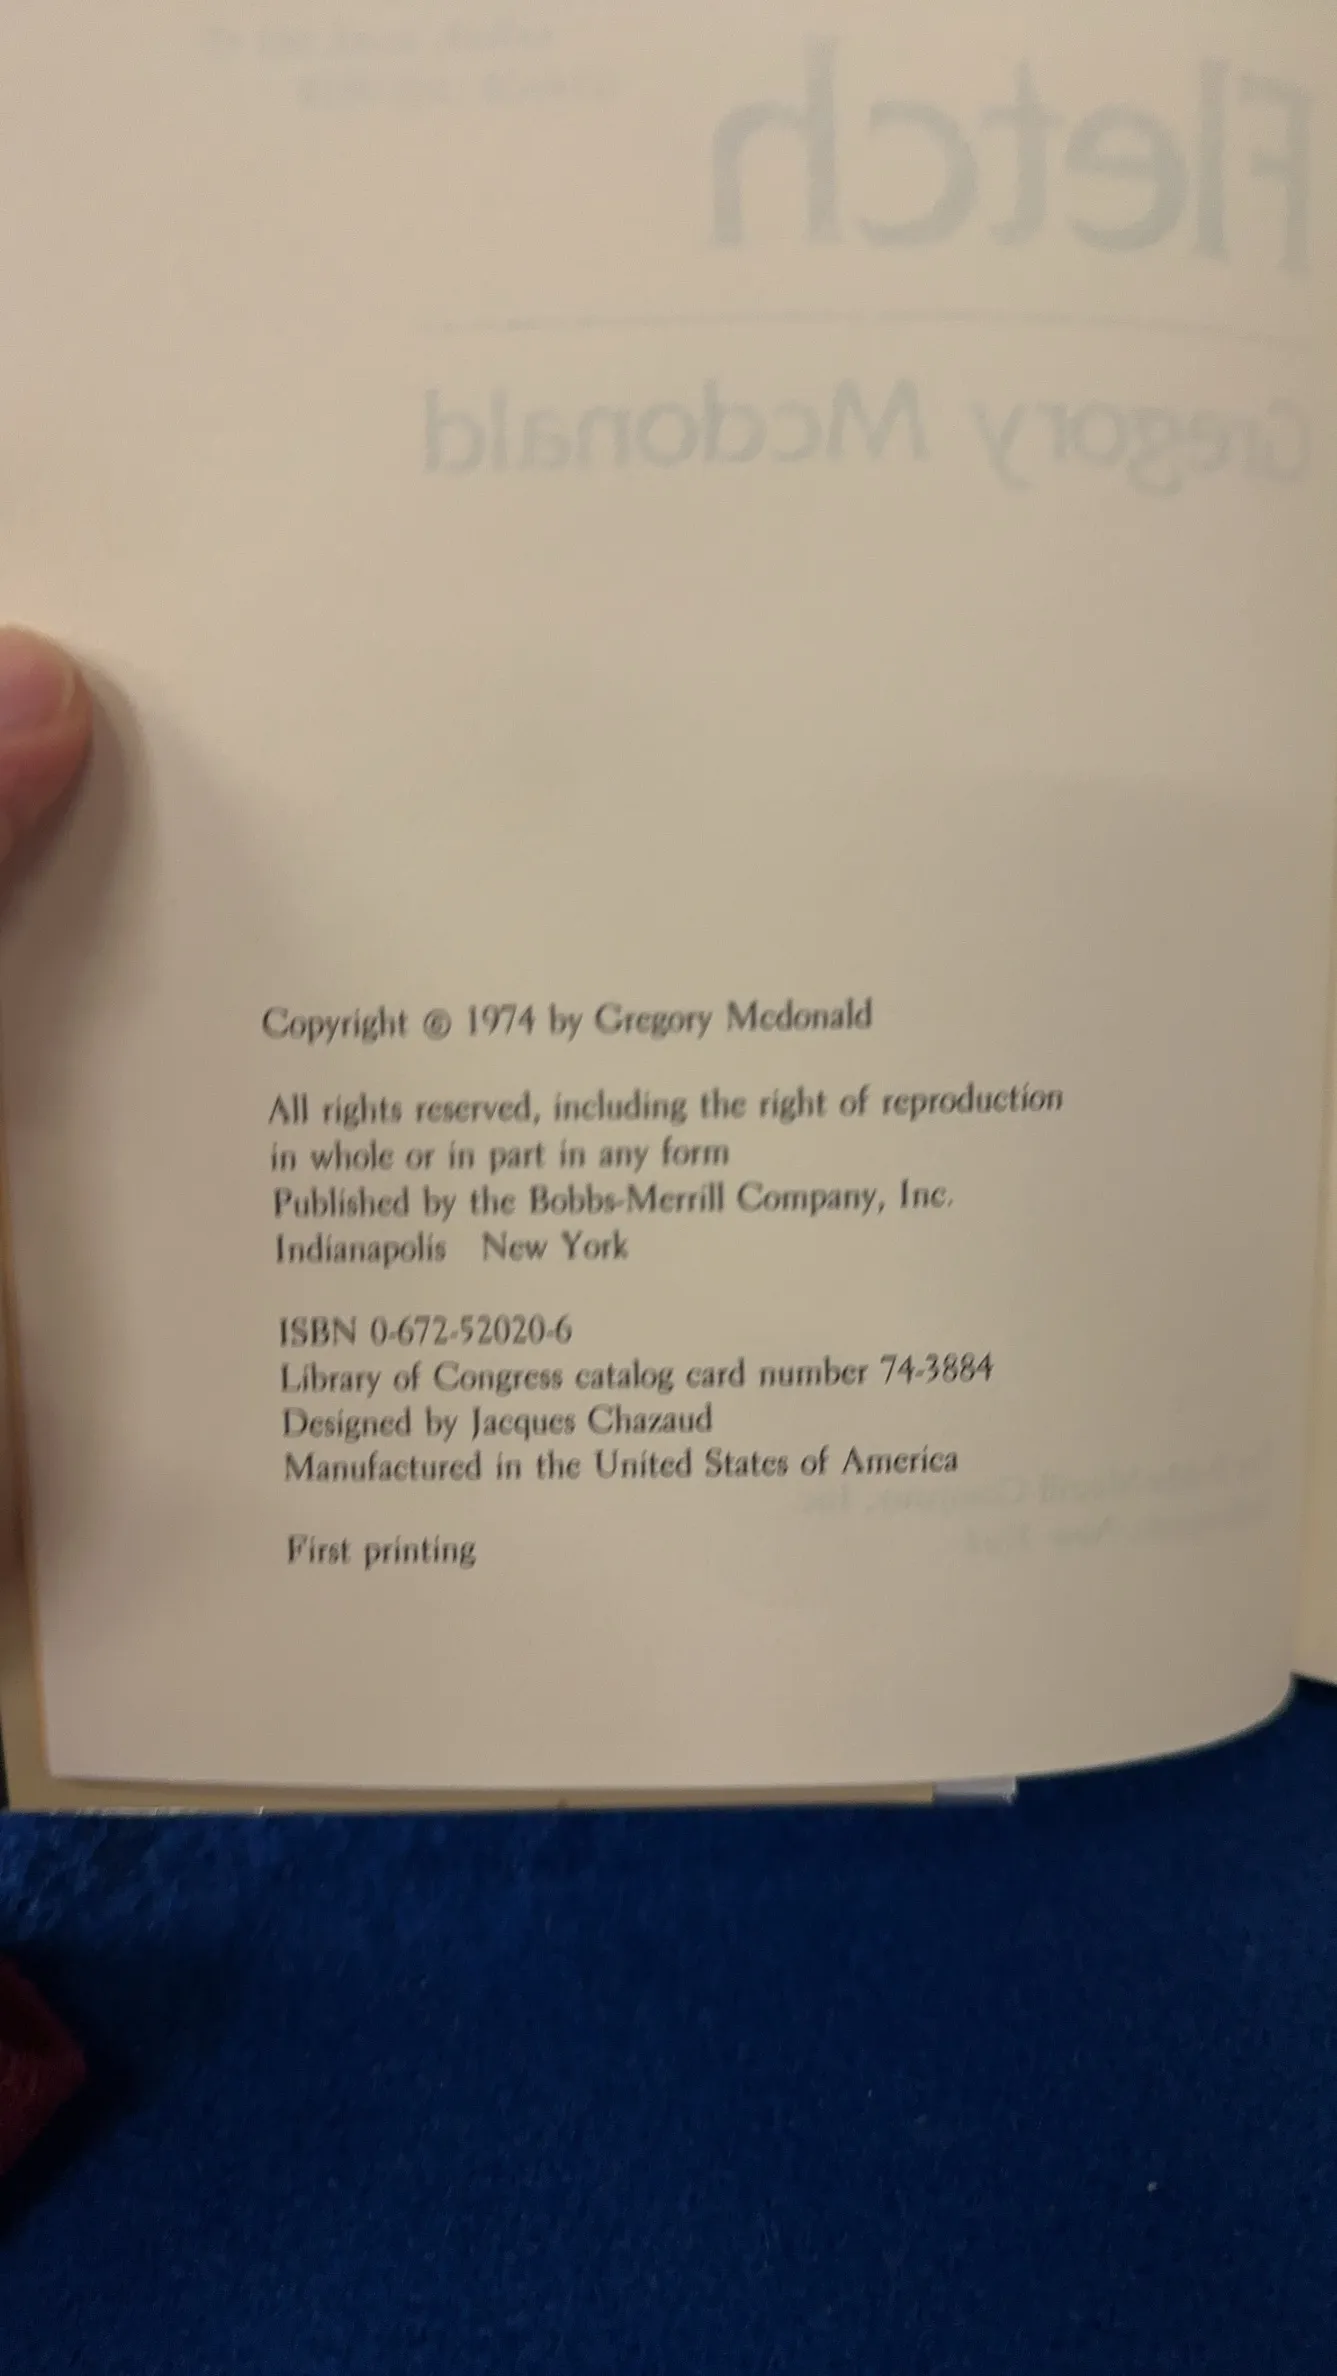 Fletch
Gregory Mcdonald
Copyright © 1974 by Gregory Mcdonald
All rights reserved, including the right of reproduction
in whole or in part in any form
Published by the Bobbs-Merrill Company, Inc.
Indianapolis New York
ISBN 0-672-52020-6
Library of Congress catalog card number 74-3884
Designed by Jacques Chazaud
Manufactured in the United States of America
First printing